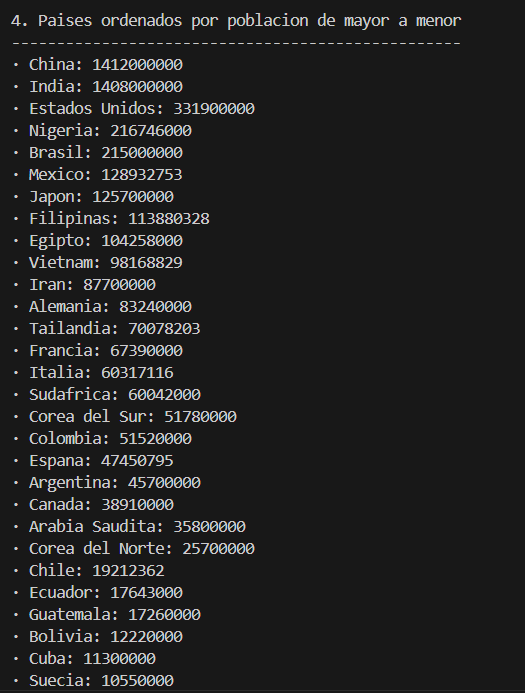 4. Paises ordenados por poblacion de mayor a menor
--------------------------------------------------
· China: 1412000000
· India: 1408000000
· Estados Unidos: 331900000
· Nigeria: 216746000
· Brasil: 215000000
· Mexico: 128932753
· Japon: 125700000
· Filipinas: 113880328
· Egipto: 104258000
· Vietnam: 98168829
· Iran: 87700000
· Alemania: 83240000
· Tailandia: 70078203
· Francia: 67390000
· Italia: 60317116
· Sudafrica: 60042000
· Corea del Sur: 51780000
· Colombia: 51520000
· Espana: 47450795
· Argentina: 45700000
· Canada: 38910000
· Arabia Saudita: 35800000
· Corea del Norte: 25700000
· Chile: 19212362
· Ecuador: 17643000
· Guatemala: 17260000
· Bolivia: 12220000
· Cuba: 11300000
· Suecia: 10550000